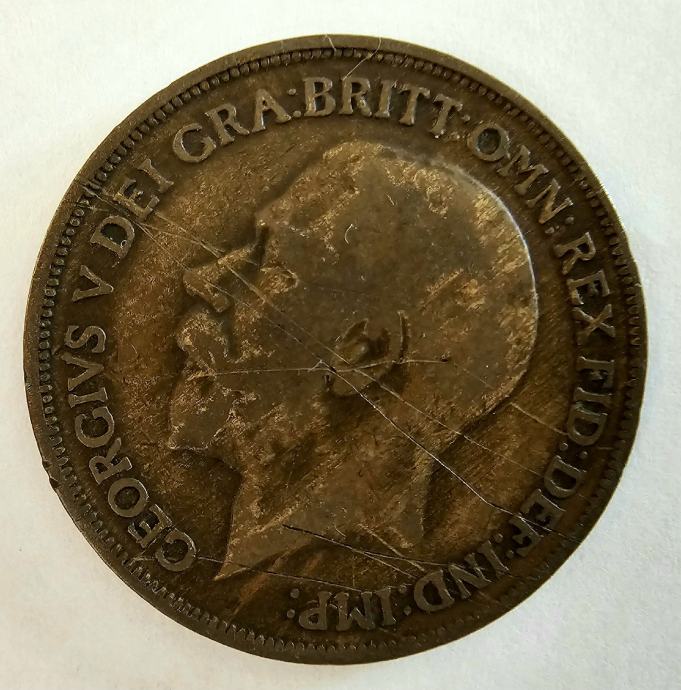 GEORGIVS V DEI GRA:BRITT:OMN:REX FID:DEF:IND:IMP: